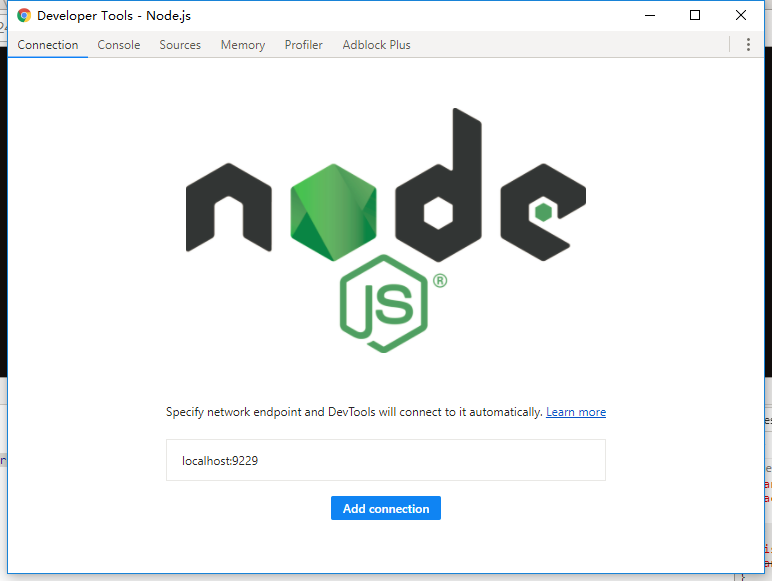 Developer Tools - Node.js
Connection Console Sources Memory Profiler Adblock Plus
node
JS ®
Specify network endpoint and DevTools will connect to it automatically. Learn more
localhost:9229
Add connection